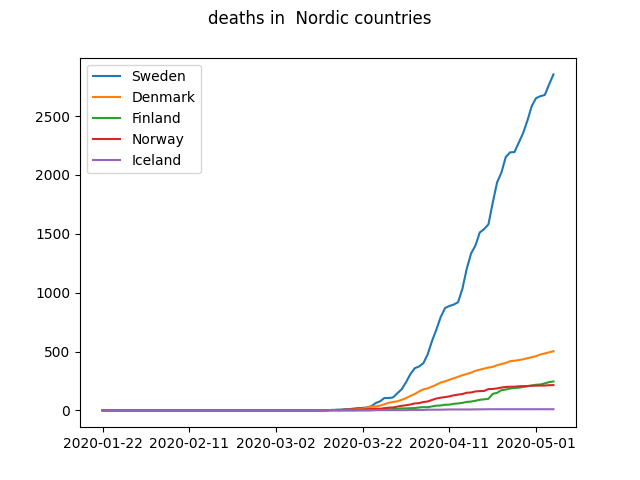 deaths in  Nordic countries
Sweden
Denmark
Finland
Norway
Iceland
2500
2000
1500
1000
500
0
2020-01-22 2020-02-11 2020-03-02 2020-03-22 2020-04-11 2020-05-01